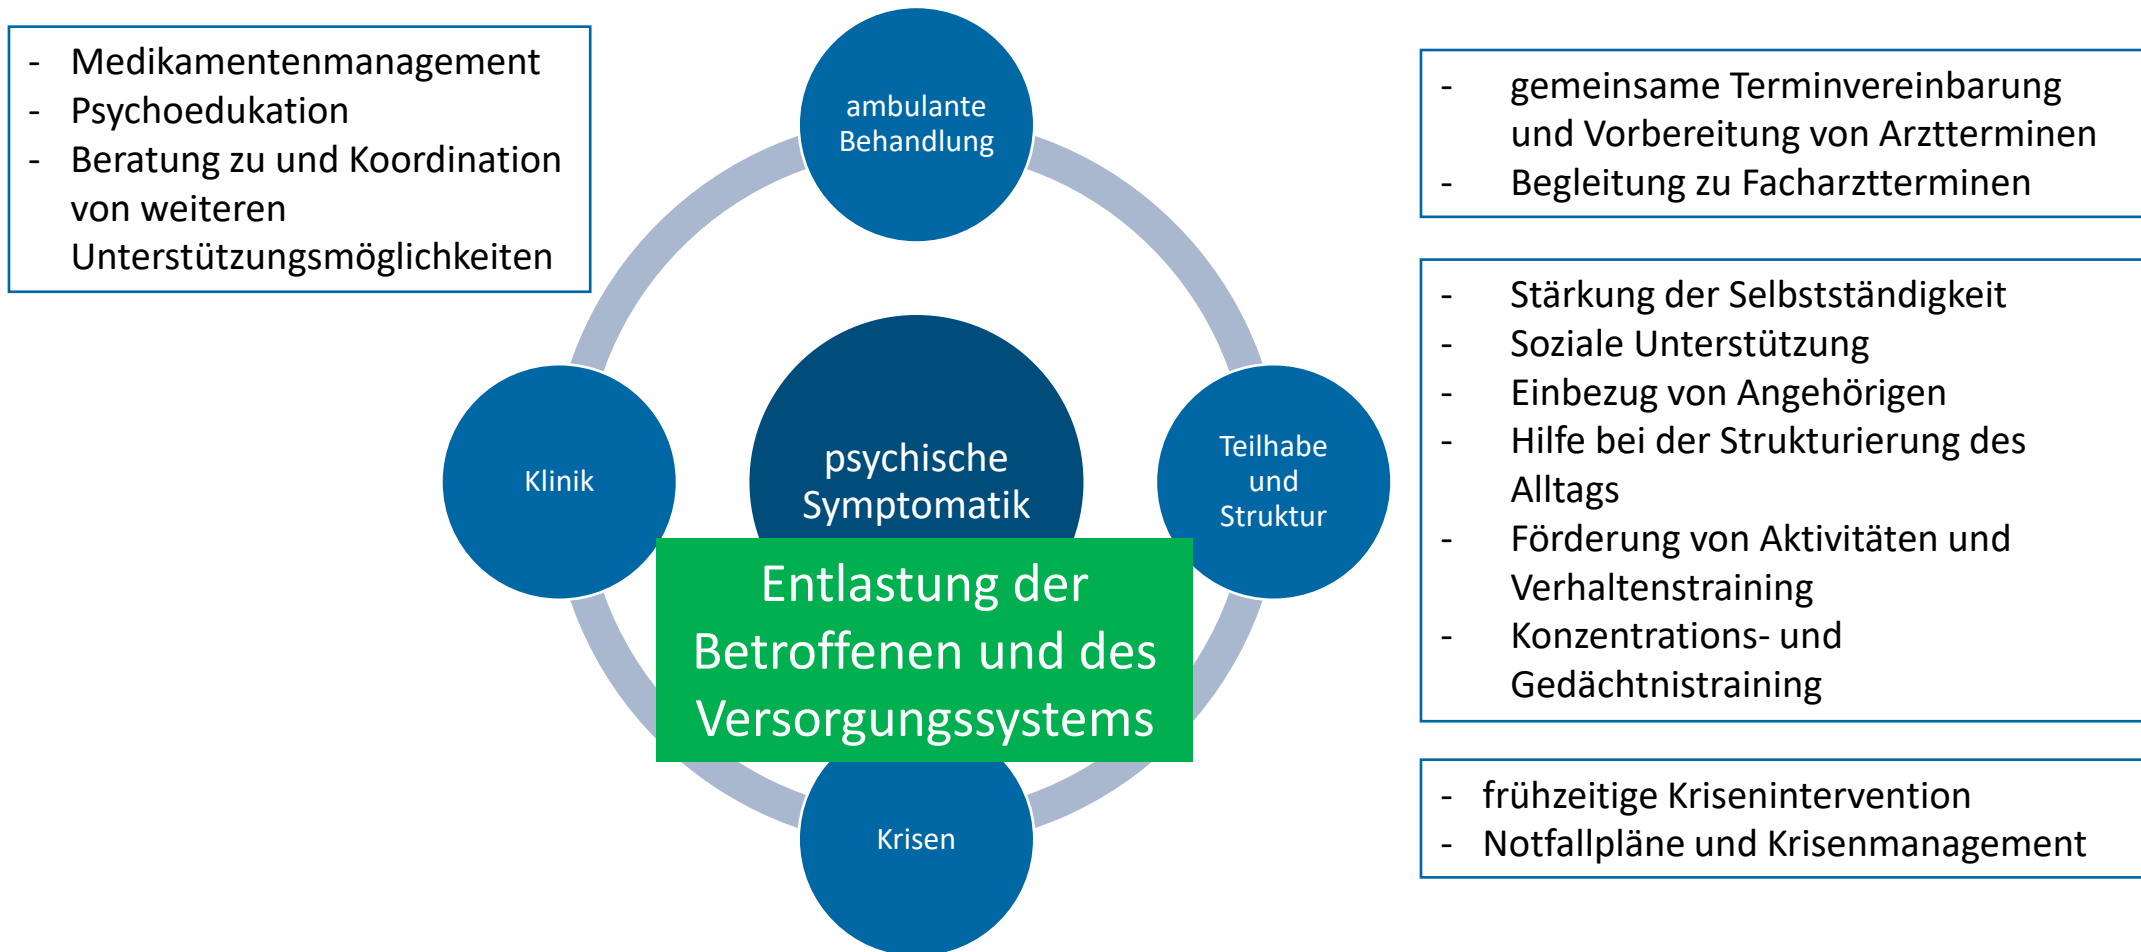 - Medikamentenmanagement
- Psychoedukation
- Beratung zu und Koordination
von weiteren
Unterstützungsmöglichkeiten
ambulante
Behandlung
- gemeinsame Terminvereinbarung
und Vorbereitung von Arztterminen
- Begleitung zu Facharztterminen
Klinik
psychische
Symptomatik
Teilhabe
und
Struktur
- Stärkung der Selbstständigkeit
- Soziale Unterstützung
- Einbezug von Angehörigen
- Hilfe bei der Strukturierung des
Alltags
- Förderung von Aktivitäten und
Verhaltenstraining
- Konzentrations- und
Gedächtnistraining
Entlastung der
Betroffenen und des
Versorgungssystems
Krisen
- frühzeitige Krisenintervention
- Notfallpläne und Krisenmanagement